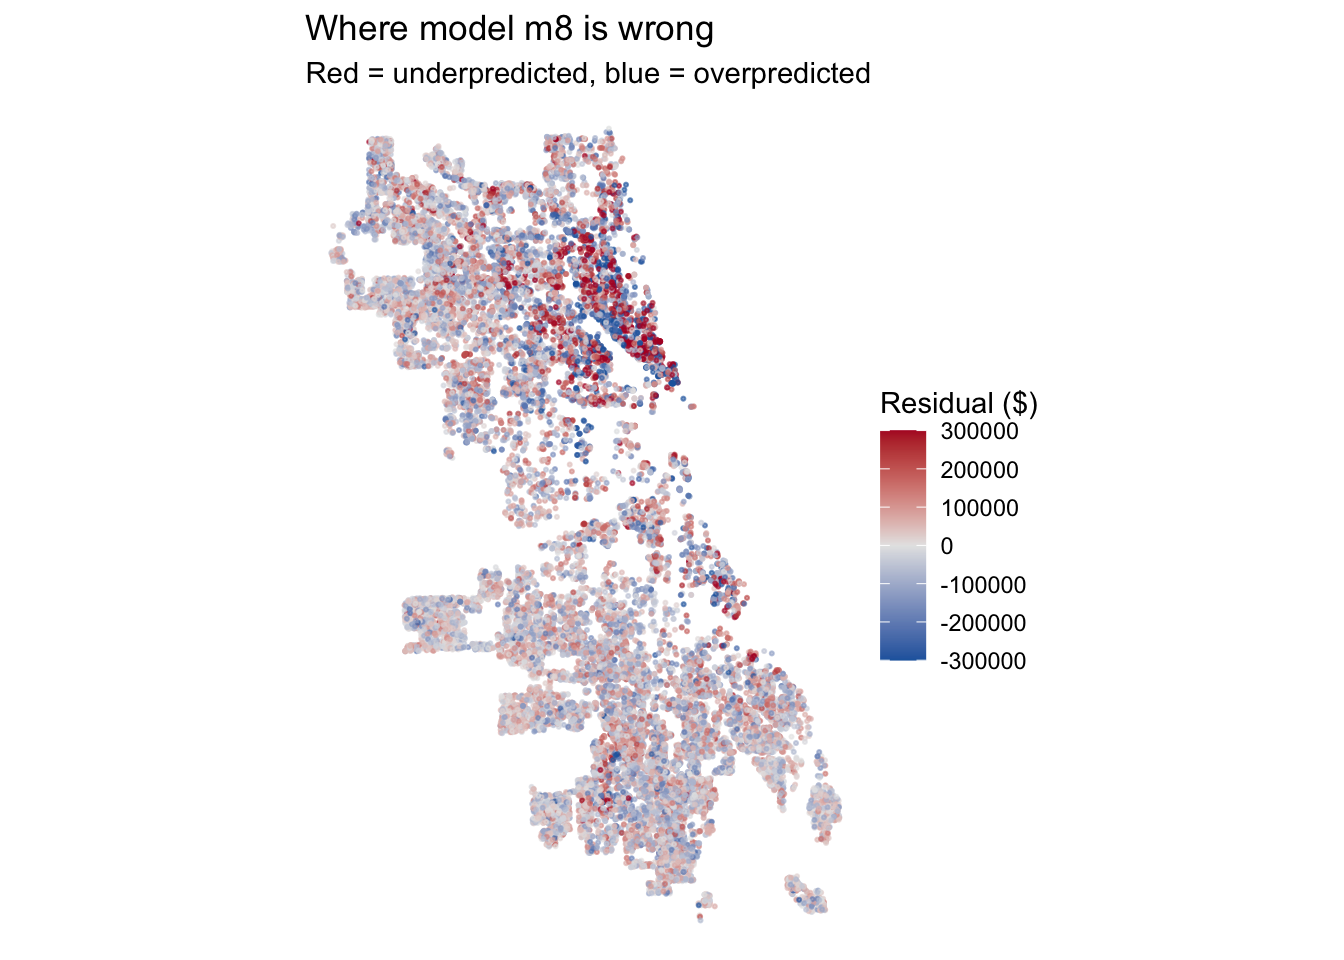 Where model m8 is wrong
Red = underpredicted, blue = overpredicted
Residual ($)
300000
200000
100000
0
-100000
-200000
-300000